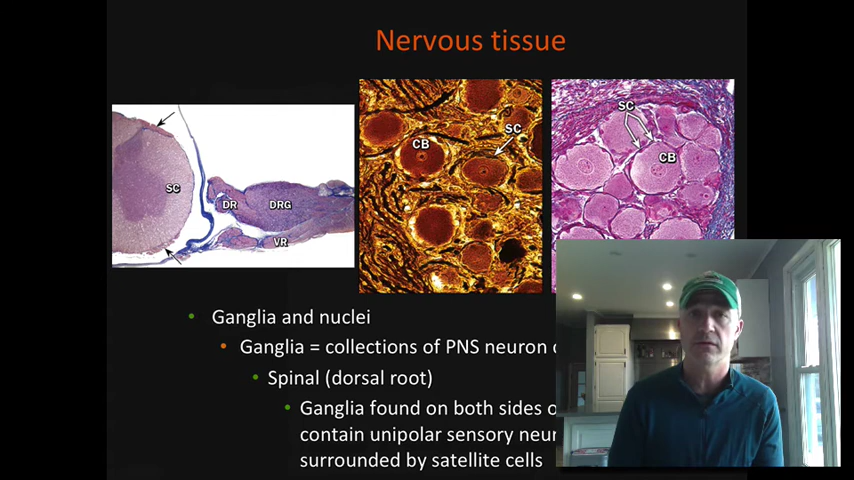 Nervous tissue
SC
DR
DRG
VR
CB
SC
SC
CB
• Ganglia and nuclei
• Ganglia = collections of PNS neuron
• Spinal (dorsal root)
• Ganglia found on both sides
contain unipolar sensory
surrounded by satellite cells